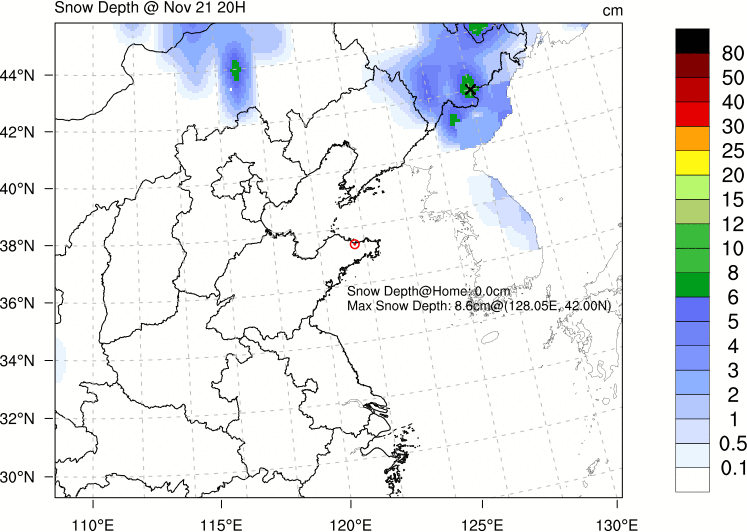 Snow Depth @ Nov 21 20H
cm
80
50
40
30
25
20
15
12
10
8
6
5
4
3
2
1
0.5
0.1
44°N
42°N
40°N
38°N
36°N
34°N
32°N
30°N
Snow Depth@Home: 0.0cm
Max Snow Depth: 8.6cm@(128.05E, 42.00N)
110°E
115°E
120°E
125°E
130°E